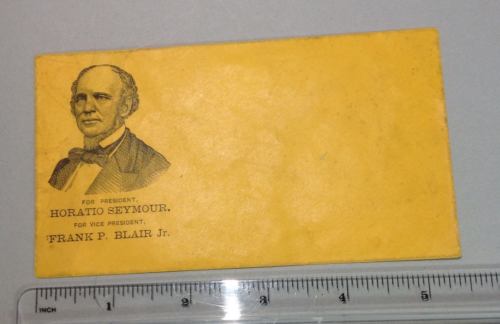 FOR PRESIDENT,
HORATIO SEYMOUR.
FOR VICE PRESIDENT,
FRANK P. BLAIR Jr.
INCH 1 2 3 4 5